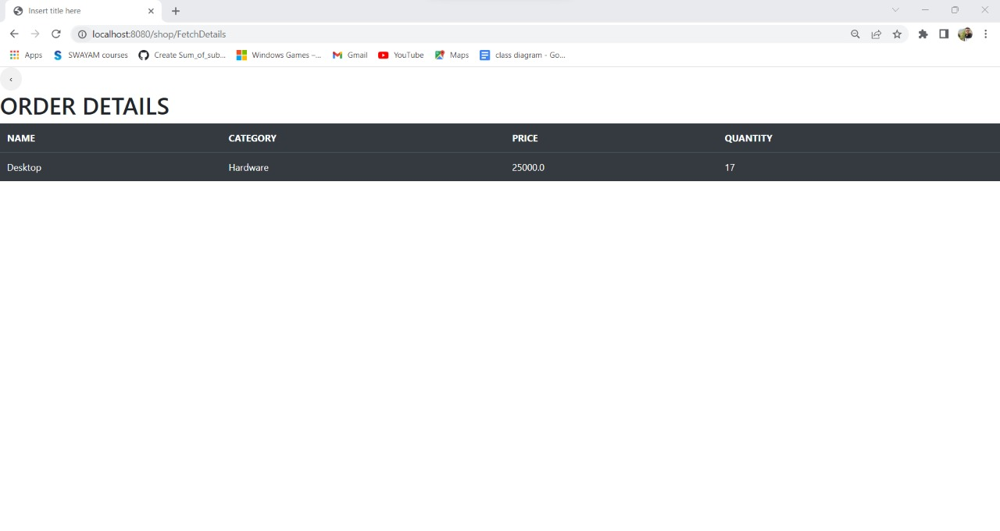 Insert title here
localhost:8080/shop/FetchDetails
Apps SWAYAM courses Create Sum_of_sub... Windows Games –... Gmail YouTube Maps class diagram - Go...
‹
ORDER DETAILS
NAME CATEGORY PRICE QUANTITY
Desktop Hardware 25000.0 17